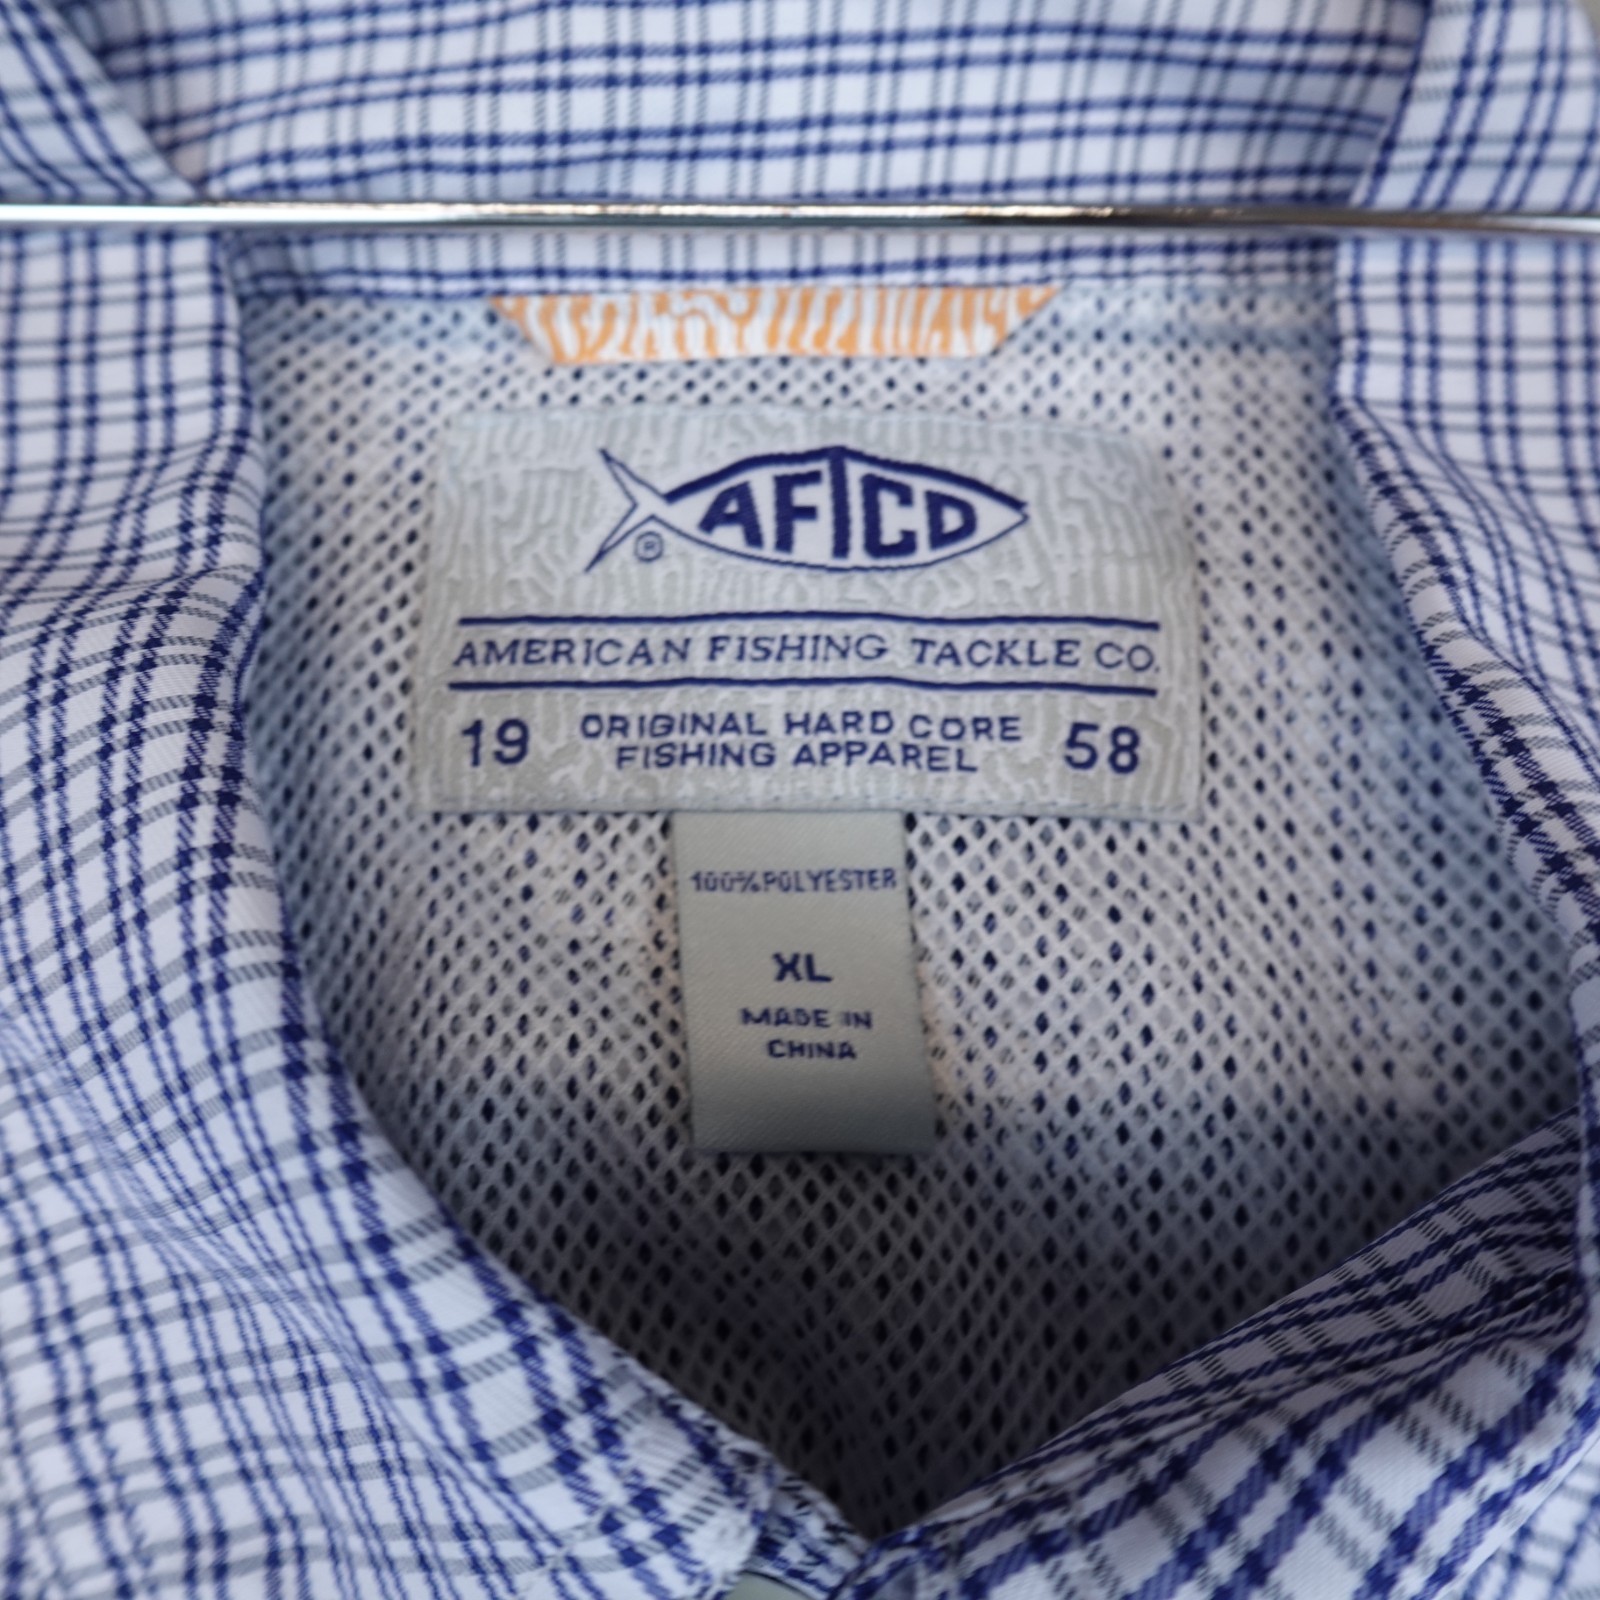 AFTCO
®
AMERICAN FISHING TACKLE CO.
19 ORIGINAL HARD CORE 58
FISHING APPAREL
100% POLYESTER
XL
MADE IN
CHINA